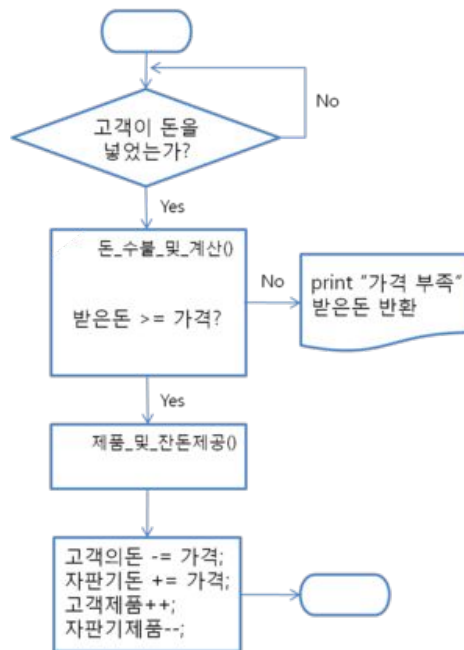 No
고객이 돈을
넣었는가?
Yes
돈_수불_및_계산()
받은돈 >= 가격?
No
print "가격 부족"
받은돈 반환
Yes
제품_및_잔돈제공()
고객의돈 -= 가격;
자판기돈 += 가격;
고객제품++;
자판기제품--;